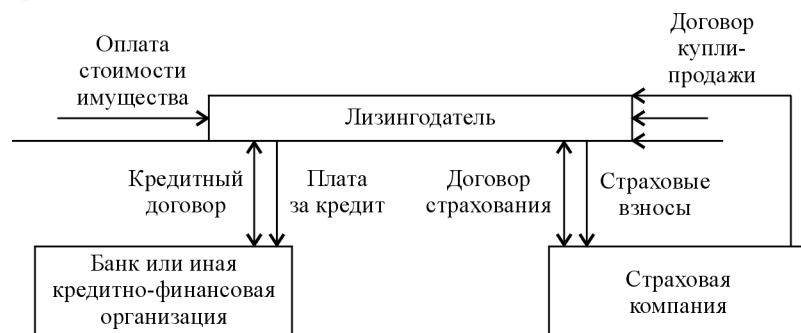 Оплата
стоимости
имущества
Договор
купли-
продажи
Лизингодатель
Кредитный
договор
Плата
за кредит
Договор
страхования
Страховые
взносы
Банк или иная
кредитно-финансовая
организация
Страховая
компания